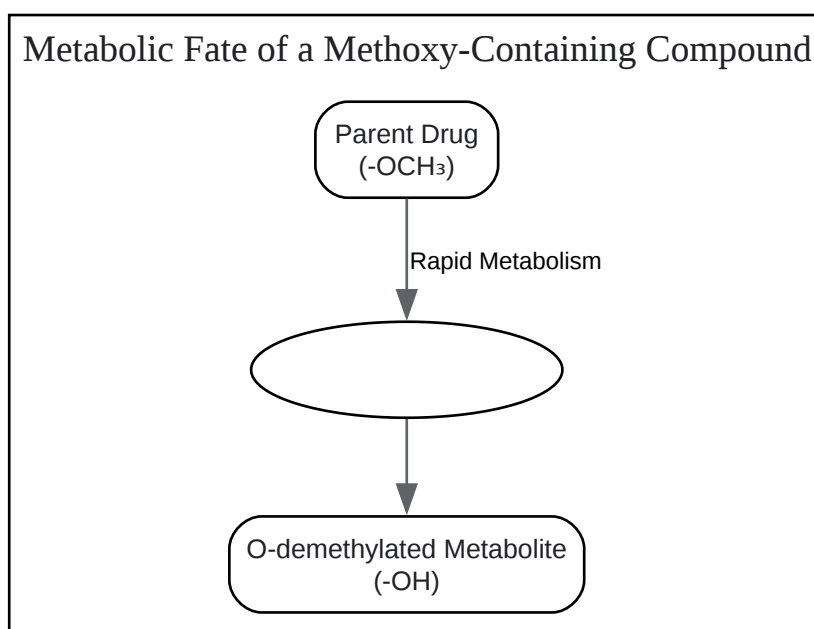 Metabolic Fate of a Methoxy-Containing Compound
Parent Drug
(-OCH₃)
Rapid Metabolism
O-demethylated Metabolite
(-OH)